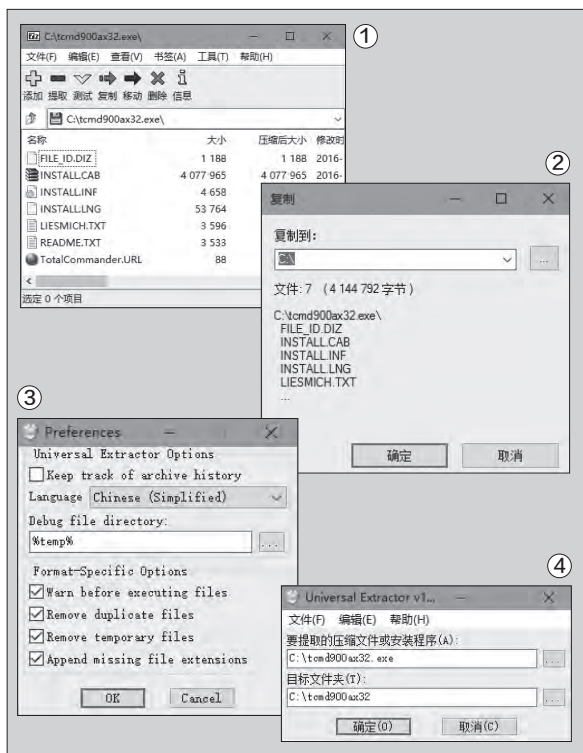 C:\tcmd900ax32.exe\
①
文件(F) 编辑(E) 查看(V) 书签(A) 工具(T) 帮助(H)
添加 提取 测试 复制 移动 删除 信息
C:\tcmd900ax32.exe\
名称 大小 压缩后大小 修改时
FILE_ID.DIZ 1 188 1 188 2016-
INSTALL.CAB 4 077 965 4 077 965 2016-
INSTALL.INF 4 658
INSTALL.LNG 53 764
LIESMICH.TXT 3 596
README.TXT 3 533
TotalCommander.URL 88
选定 0 个项目
②
复制
复制到:
C:\
...
文件: 7 (4 144 792 字节)
C:\tcmd900ax32.exe\
FILE_ID.DIZ
INSTALL.CAB
INSTALL.INF
INSTALL.LNG
LIESMICH.TXT
...
确定 取消
③
Preferences
Universal Extractor Options
Keep track of archive history
Language Chinese (Simplified)
Debug file directory:
%temp%
...
Format-Specific Options
Warn before executing files
Remove duplicate files
Remove temporary files
Append missing file extensions
OK Cancel
④
Universal Extractor v1...
文件(F) 编辑(E) 帮助(H)
要提取的压缩文件或安装程序(A):
C:\tcmd900ax32.exe
...
目标文件夹(T):
C:\tcmd900ax32
...
确定(O) 取消(C)